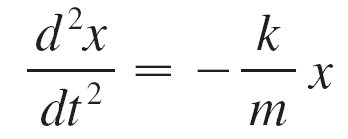 d²x/dt² = − k/m x